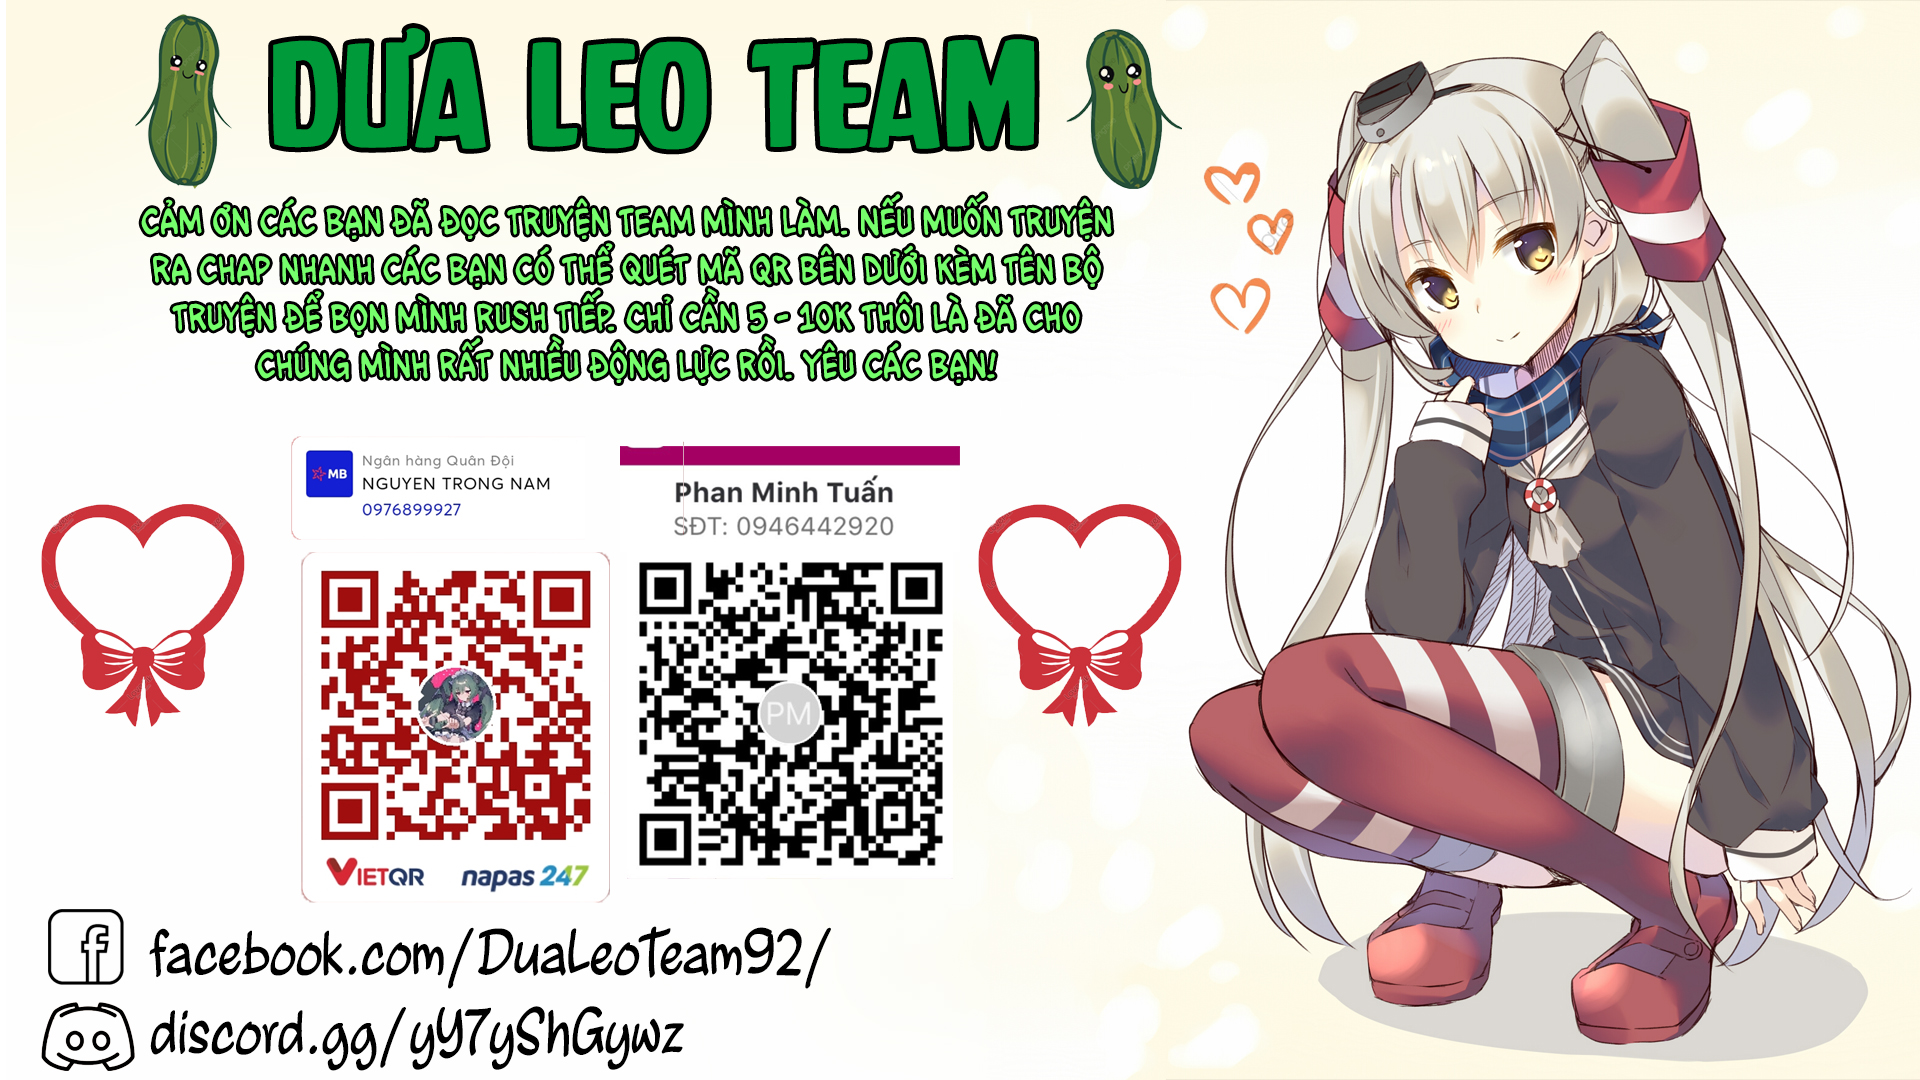 DƯA LEO TEAM
CẢM ƠN CÁC BẠN ĐÃ ĐỌC TRUYỆN TEAM MÌNH LÀM. NẾU MUỐN TRUYỆN
RA CHAP NHANH CÁC BẠN CÓ THỂ QUÉT MÃ QR BÊN DƯỚI KÈM TÊN BỘ
TRUYỆN ĐỂ BỌN MÌNH RUSH TIẾP. CHỈ CẦN 5 - 10K THÔI LÀ ĐÃ CHO
CHÚNG MÌNH RẤT NHIỀU ĐỘNG LỰC RỒI. YÊU CÁC BẠN!
MB
Ngân hàng Quân Đội
NGUYEN TRONG NAM
0976899927
Phan Minh Tuấn
SĐT: 0946442920
PM
VIETQR
napas 247
facebook.com/DuaLeoTeam92/
discord.gg/yY7yShGywz